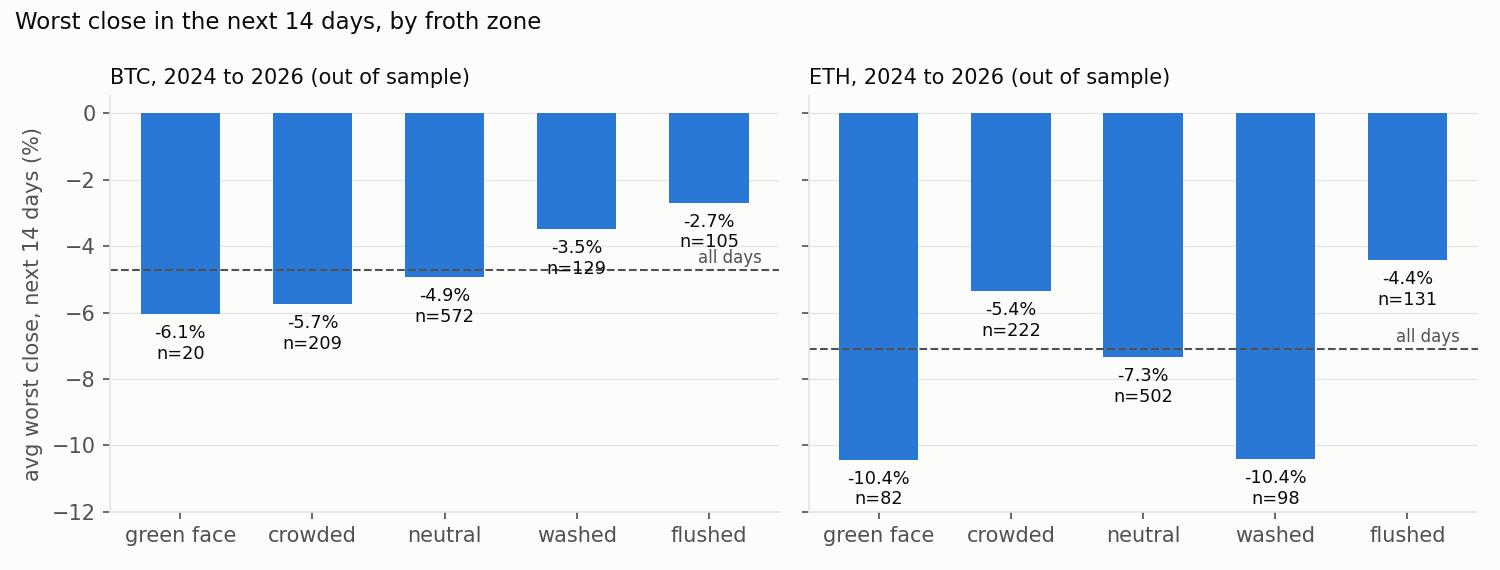 Worst close in the next 14 days, by froth zone
BTC, 2024 to 2026 (out of sample)
avg worst close, next 14 days (%)
0
−2
−4
−6
−8
−10
−12
-6.1%
n=20
-5.7%
n=209
-4.9%
n=572
-3.5%
n=129
-2.7%
n=105
all days
green face
crowded
neutral
washed
flushed
ETH, 2024 to 2026 (out of sample)
-10.4%
n=82
-5.4%
n=222
-7.3%
n=502
-10.4%
n=98
-4.4%
n=131
all days
green face
crowded
neutral
washed
flushed